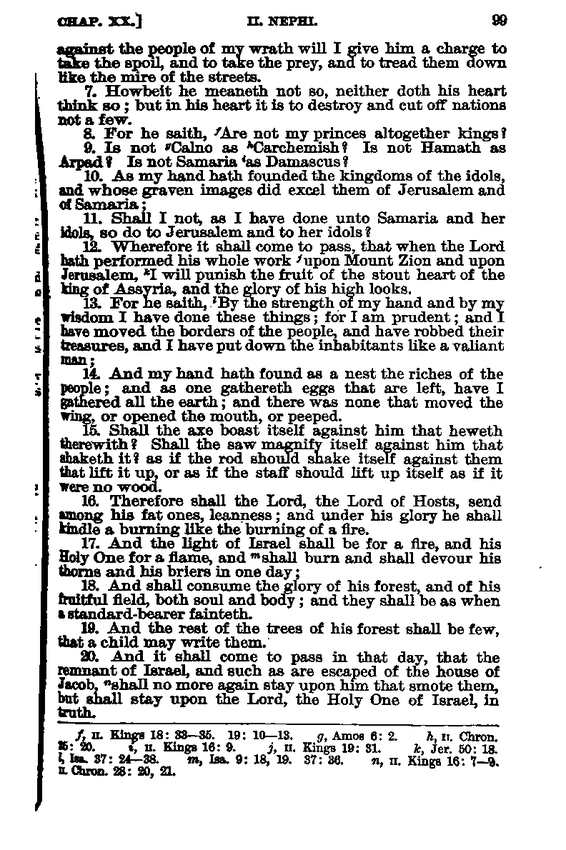 CHAP. XX.] II. NEPHI. 99
against the people of my wrath will I give him a charge to
take the spoil, and to take the prey, and to tread them down
like the mire of the streets.
7. Howbeit he meaneth not so, neither doth his heart
think so; but in his heart it is to destroy and cut off nations
not a few.
8. For he saith, ᶠAre not my princes altogether kings?
9. Is not ᵍCalno as ʰCarchemish? Is not Hamath as
Arpad? Is not Samaria ⁱas Damascus?
10. As my hand hath founded the kingdoms of the idols,
and whose graven images did excel them of Jerusalem and
of Samaria;
11. Shall I not, as I have done unto Samaria and her
idols, so do to Jerusalem and to her idols?
12. Wherefore it shall come to pass, that when the Lord
hath performed his whole work ʲupon Mount Zion and upon
Jerusalem, ᵏI will punish the fruit of the stout heart of the
king of Assyria, and the glory of his high looks.
13. For he saith, ˡBy the strength of my hand and by my
wisdom I have done these things; for I am prudent; and I
have moved the borders of the people, and have robbed their
treasures, and I have put down the inhabitants like a valiant
man;
14. And my hand hath found as a nest the riches of the
people; and as one gathereth eggs that are left, have I
gathered all the earth; and there was none that moved the
wing, or opened the mouth, or peeped.
15. Shall the axe boast itself against him that heweth
therewith? Shall the saw magnify itself against him that
shaketh it? as if the rod should shake itself against them
that lift it up, or as if the staff should lift up itself as if it
were no wood.
16. Therefore shall the Lord, the Lord of Hosts, send
among his fat ones, leanness; and under his glory he shall
kindle a burning like the burning of a fire.
17. And the light of Israel shall be for a fire, and his
Holy One for a flame, and ᵐshall burn and shall devour his
thorns and his briers in one day;
18. And shall consume the glory of his forest, and of his
fruitful field, both soul and body; and they shall be as when
a standard-bearer fainteth.
19. And the rest of the trees of his forest shall be few,
that a child may write them.
20. And it shall come to pass in that day, that the
remnant of Israel, and such as are escaped of the house of
Jacob, ⁿshall no more again stay upon him that smote them,
but shall stay upon the Lord, the Holy One of Israel, in
truth.
f, II. Kings 18: 33—35. 19: 10—13. g, Amos 6: 2. h, II. Chron.
35: 20. i, II. Kings 16: 9. j, II. Kings 19: 31. k, Jer. 50: 18.
l, Isa. 37: 24—38. m, Isa. 9: 18, 19. 37: 36. n, II. Kings 16: 7—9.
II. Chron. 28: 20, 21.